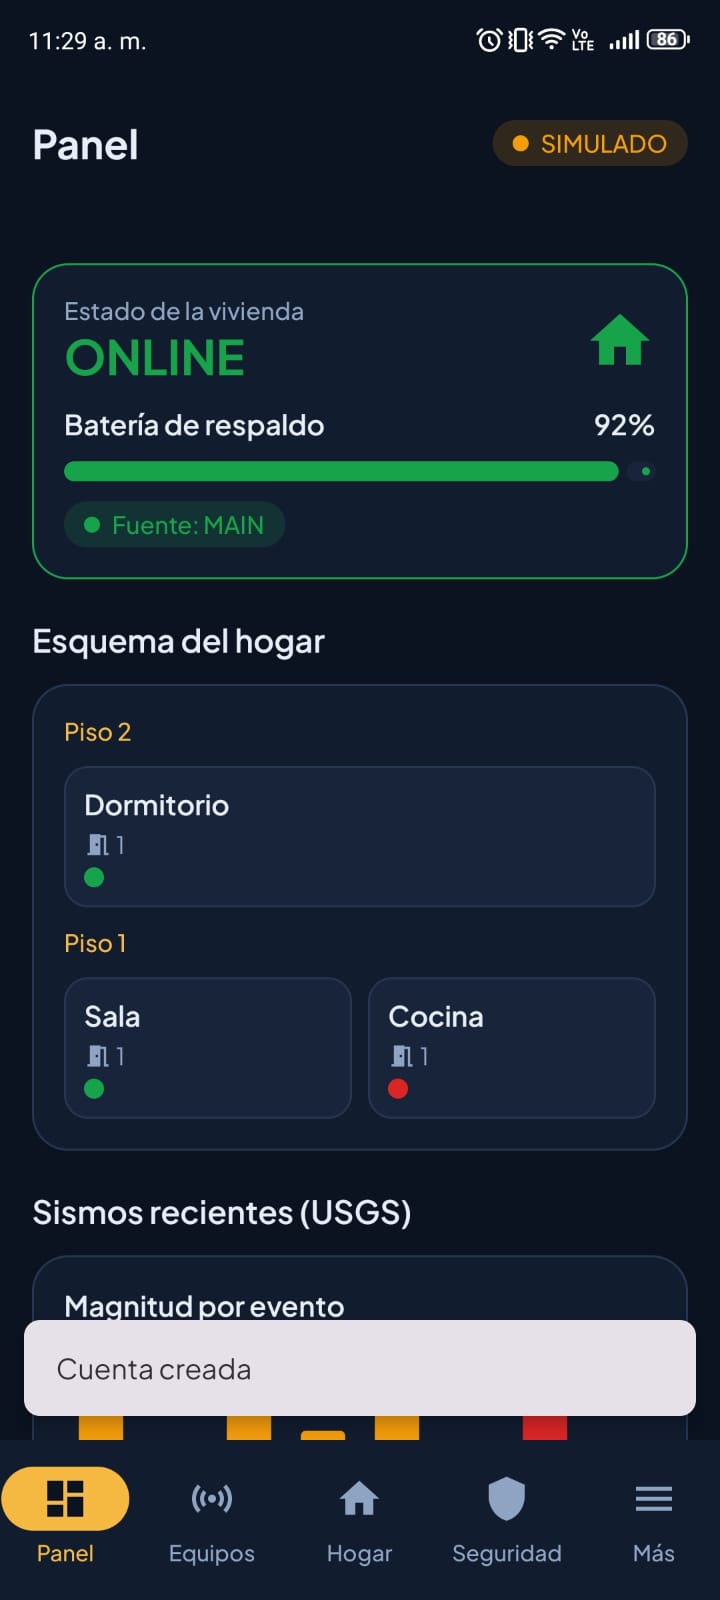 11:29 a. m.
Vo LTE
86
Panel
SIMULADO
Estado de la vivienda
ONLINE
Batería de respaldo
92%
Fuente: MAIN
Esquema del hogar
Piso 2
Dormitorio
1
Piso 1
Sala
1
Cocina
1
Sismos recientes (USGS)
Magnitud por evento
Cuenta creada
Panel
Equipos
Hogar
Seguridad
Más